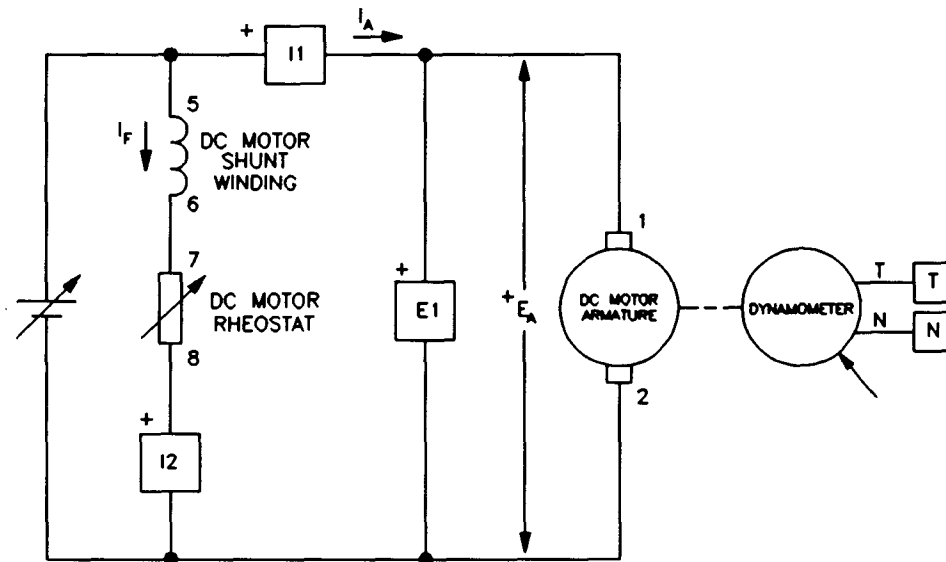 I_A
+ I1
5
I_F
DC MOTOR
SHUNT
WINDING
6
7
DC MOTOR
RHEOSTAT
8
+
I2
+
E1
+
E_A
1
DC MOTOR
ARMATURE
2
DYNAMOMETER
T
T
N
N